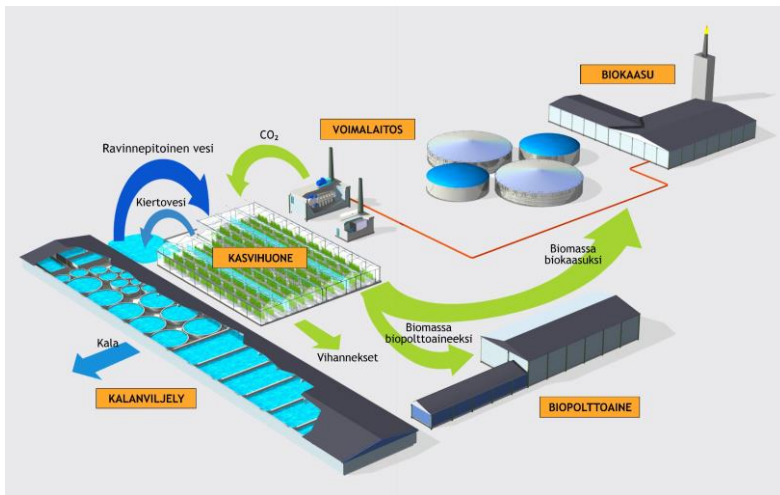 BIOKAASU
VOIMALAITOS
CO₂
Ravinnepitoinen vesi
Kiertovesi
KASVIHUONE
Biomassa
biokaasuksi
Biomassa
biopolttoaineeksi
Vihannekset
Kala
KALANVILJELY
BIOPOLTTOAINE